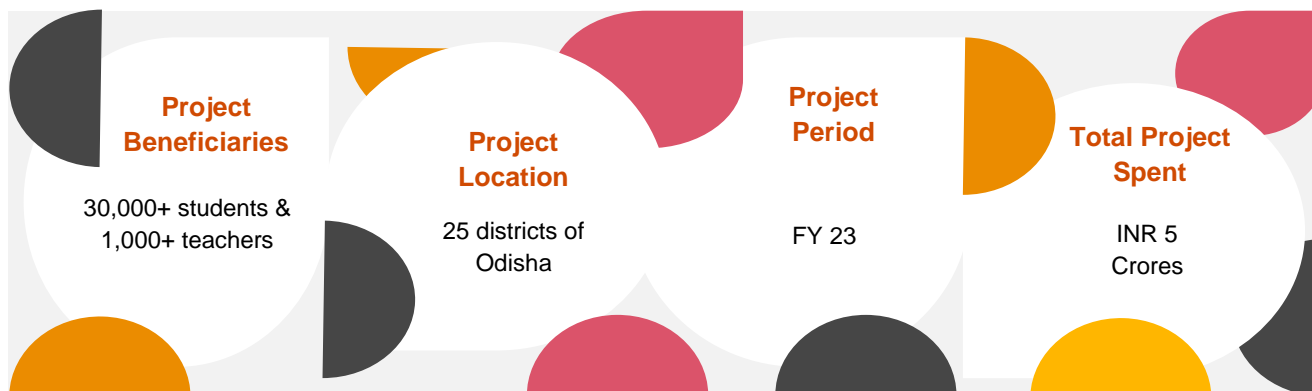 Project
Beneficiaries
30,000+ students &
1,000+ teachers
Project
Location
25 districts of
Odisha
Project
Period
FY 23
Total Project
Spent
INR 5
Crores